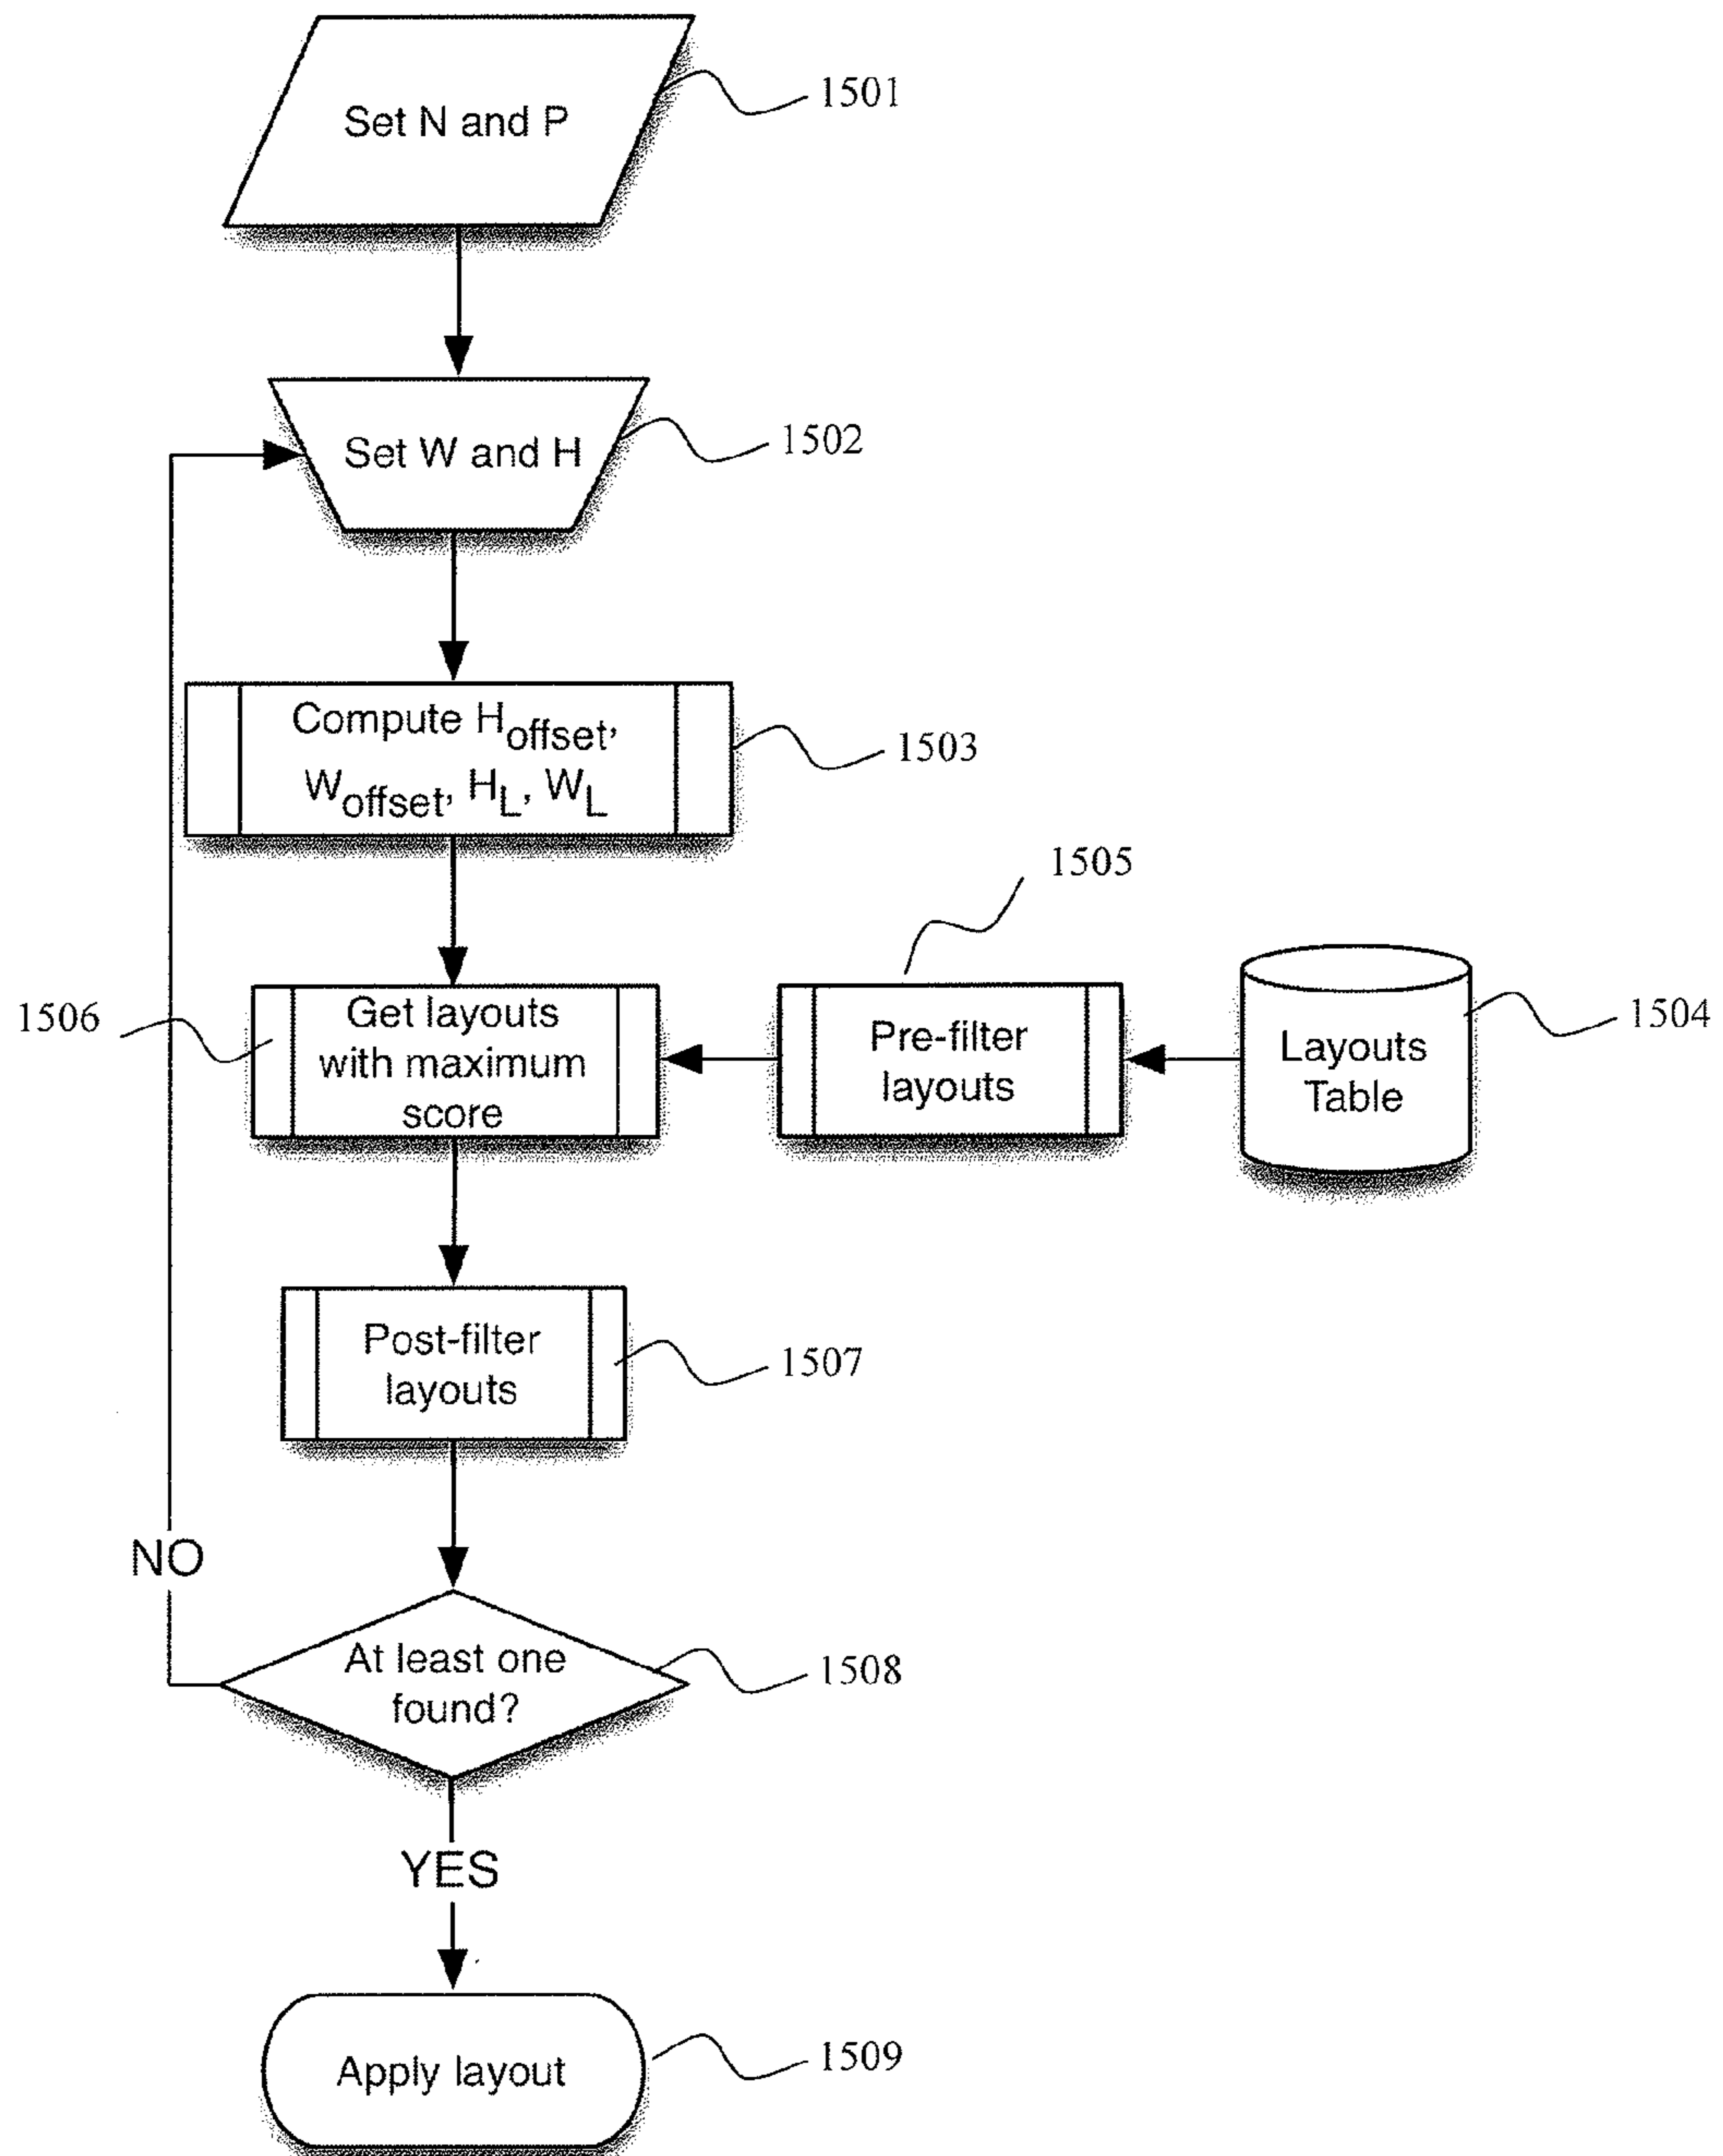 Set N and P
1501
Set W and H
1502
Compute Hoffset,
Woffset, HL, WL
1503
1505
1506
Get layouts
with maximum
score
Pre-filter
layouts
Layouts
Table
1504
Post-filter
layouts
1507
NO
At least one
found?
1508
YES
Apply layout
1509